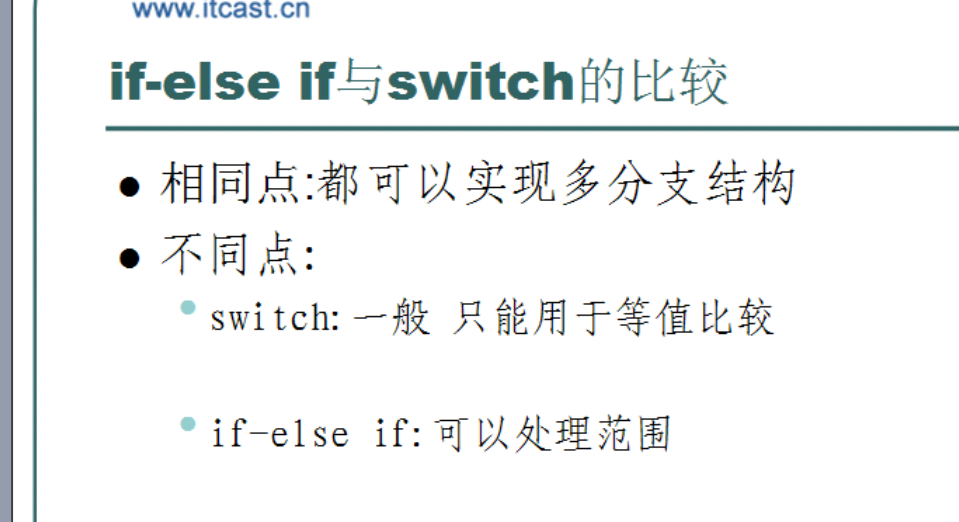 www.itcast.cn
if-else if与switch的比较
相同点:都可以实现多分支结构
不同点:
switch:一般 只能用于等值比较
if-else if:可以处理范围